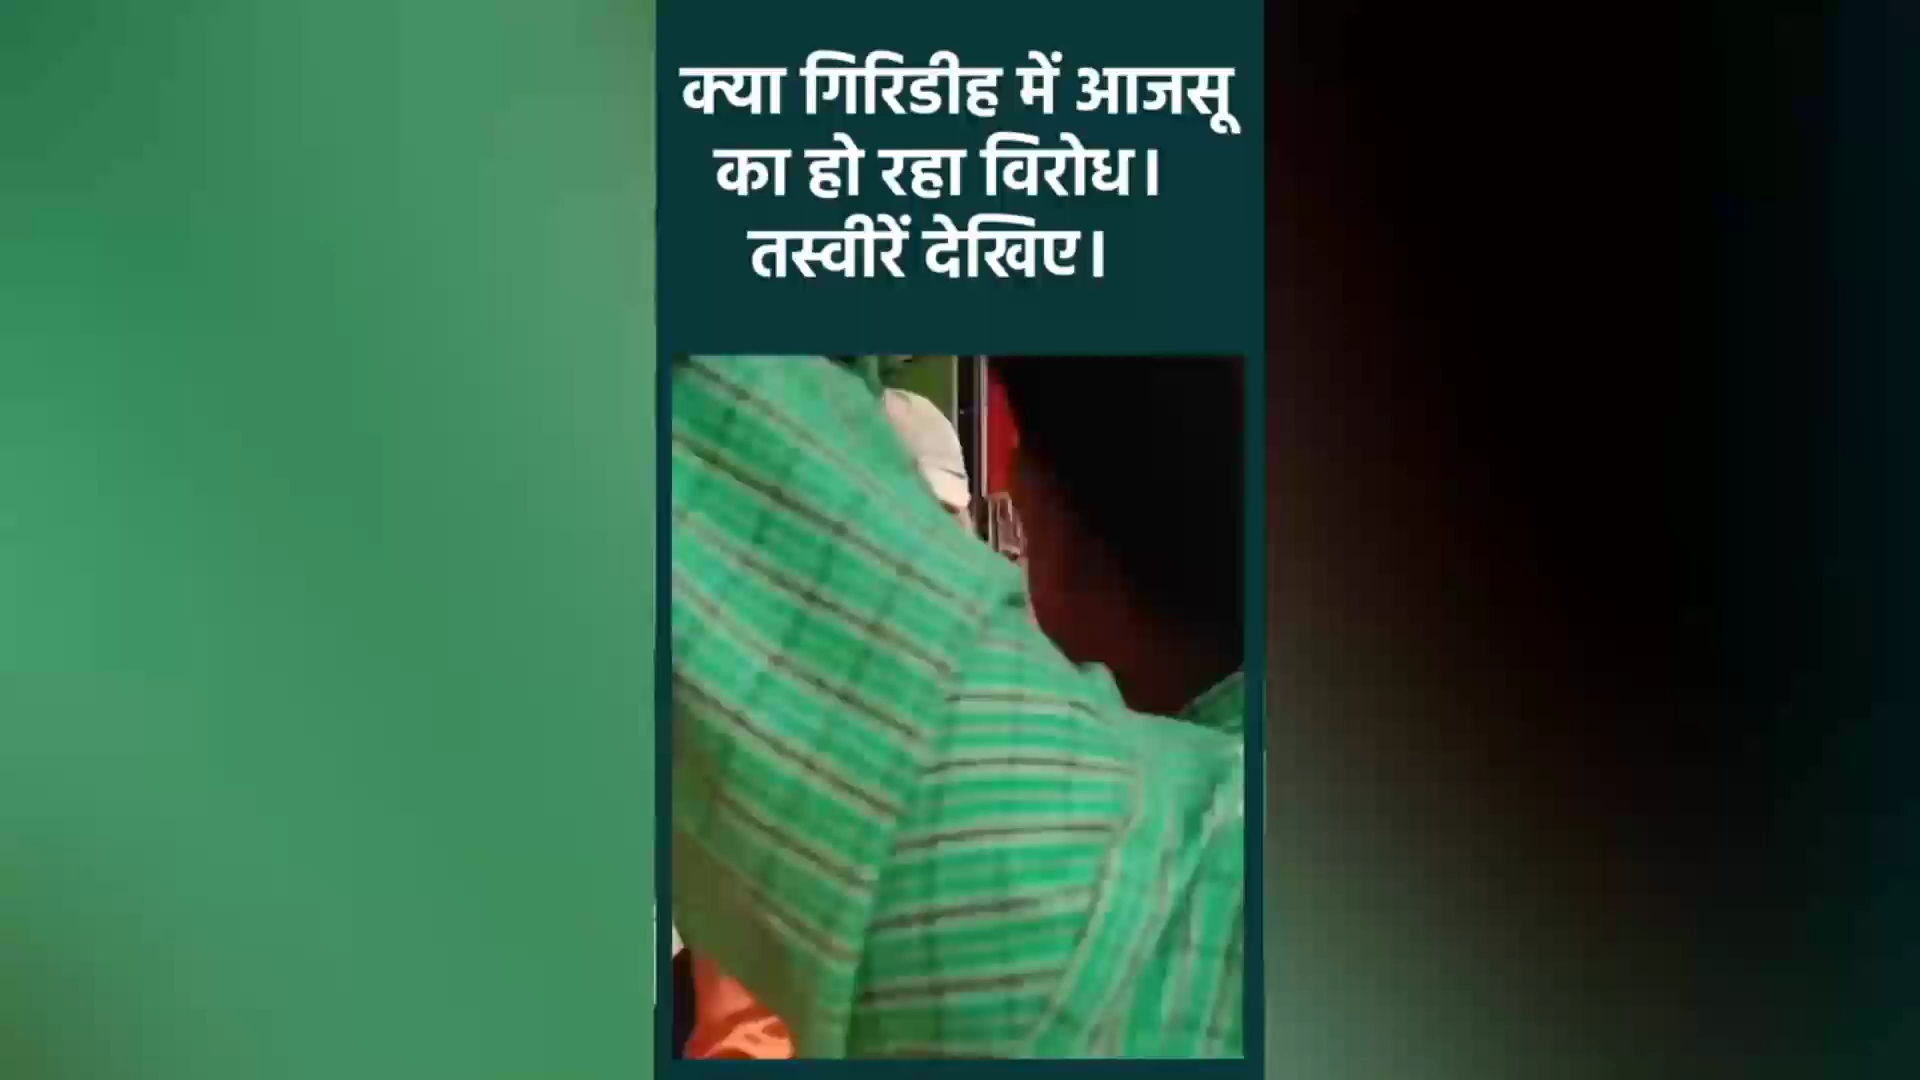 क्या गिरिडीह में आजसू
का हो रहा विरोध।
तस्वीरें देखिए।